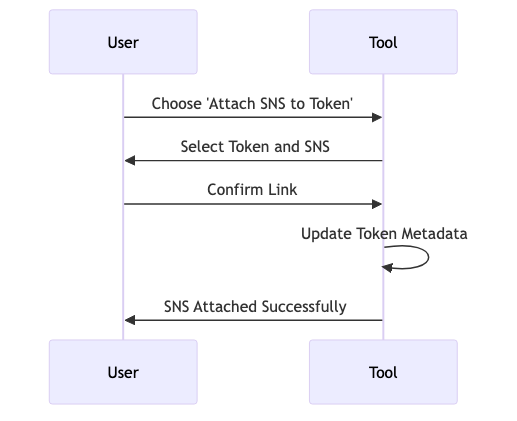 User
Tool
Choose 'Attach SNS to Token'
Select Token and SNS
Confirm Link
Update Token Metadata
SNS Attached Successfully
User
Tool